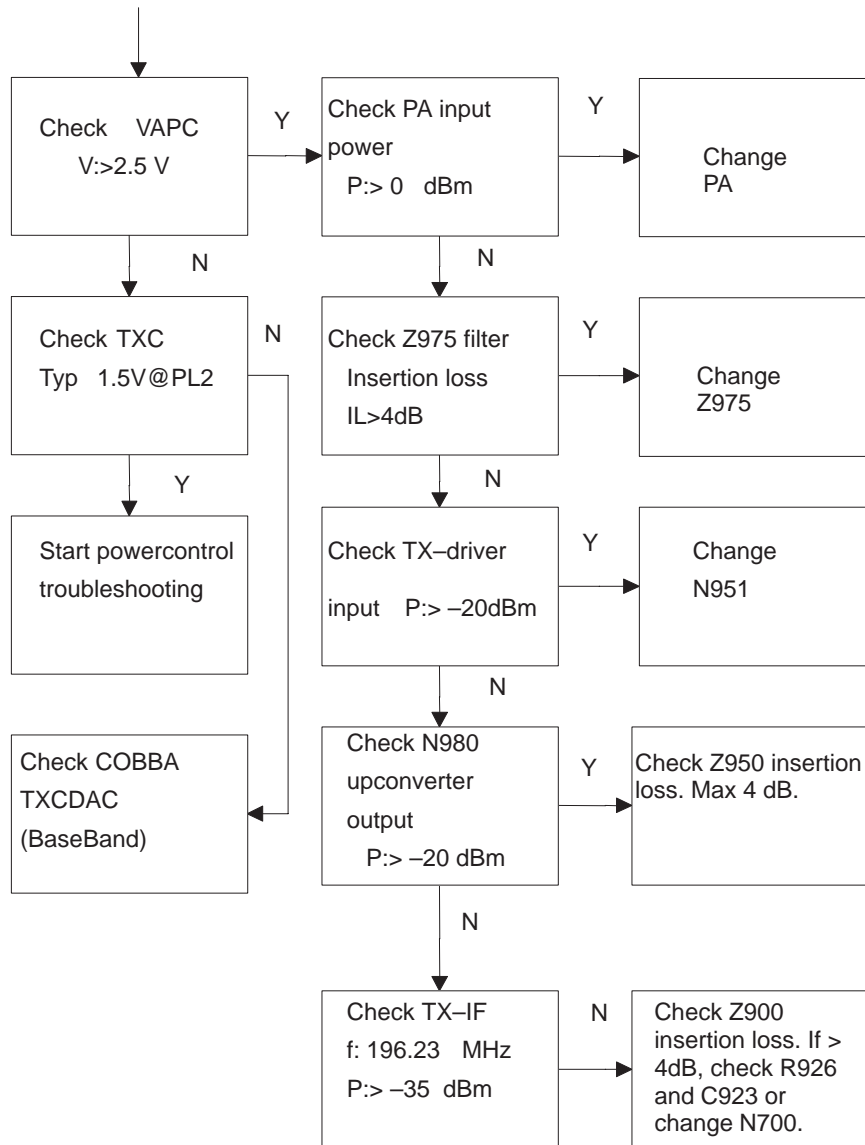 Check VAPC
V:>2.5 V
Y
Check PA input
power
P:> 0 dBm
Y
Change
PA
N
N
Check TXC
Typ 1.5V@PL2
N
Check Z975 filter
Insertion loss
IL>4dB
Y
Change
Z975
Y
N
Start powercontrol
troubleshooting
Check TX–driver
input P:> –20dBm
Y
Change
N951
N
Check COBBA
TXCDAC
(BaseBand)
Check N980
upconverter
output
P:> –20 dBm
Y
Check Z950 insertion
loss. Max 4 dB.
N
Check TX–IF
f: 196.23 MHz
P:> –35 dBm
N
Check Z900
insertion loss. If >
4dB, check R926
and C923 or
change N700.